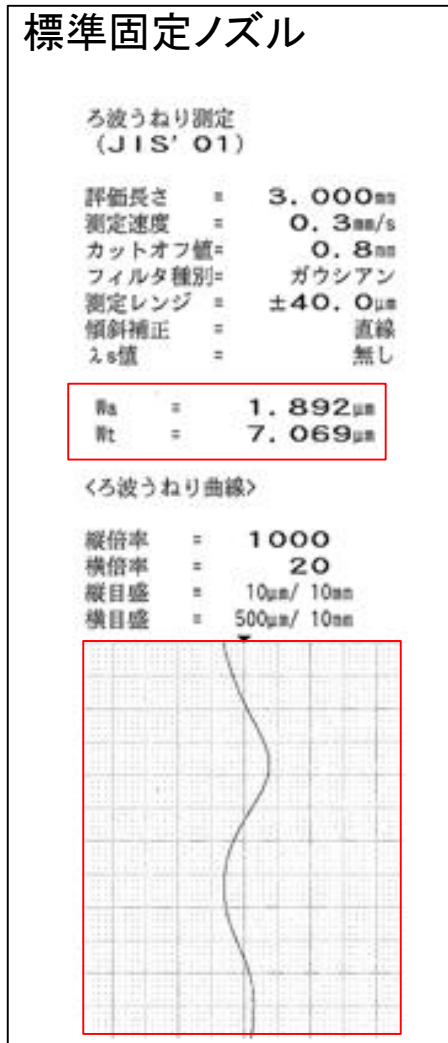 標準固定ノズル
ろ波うねり測定
(JIS'01)
評価長さ = 3.000mm
測定速度 = 0.3mm/s
カットオフ値= 0.8mm
フィルタ種別= ガウシアン
測定レンジ = ±40.0μm
傾斜補正 = 直線
λs値 = 無し
Wa = 1.892μm
Wt = 7.069μm
<ろ波うねり曲線>
縦倍率 = 1000
横倍率 = 20
縦目盛 = 10μm/ 10mm
横目盛 = 500μm/ 10mm